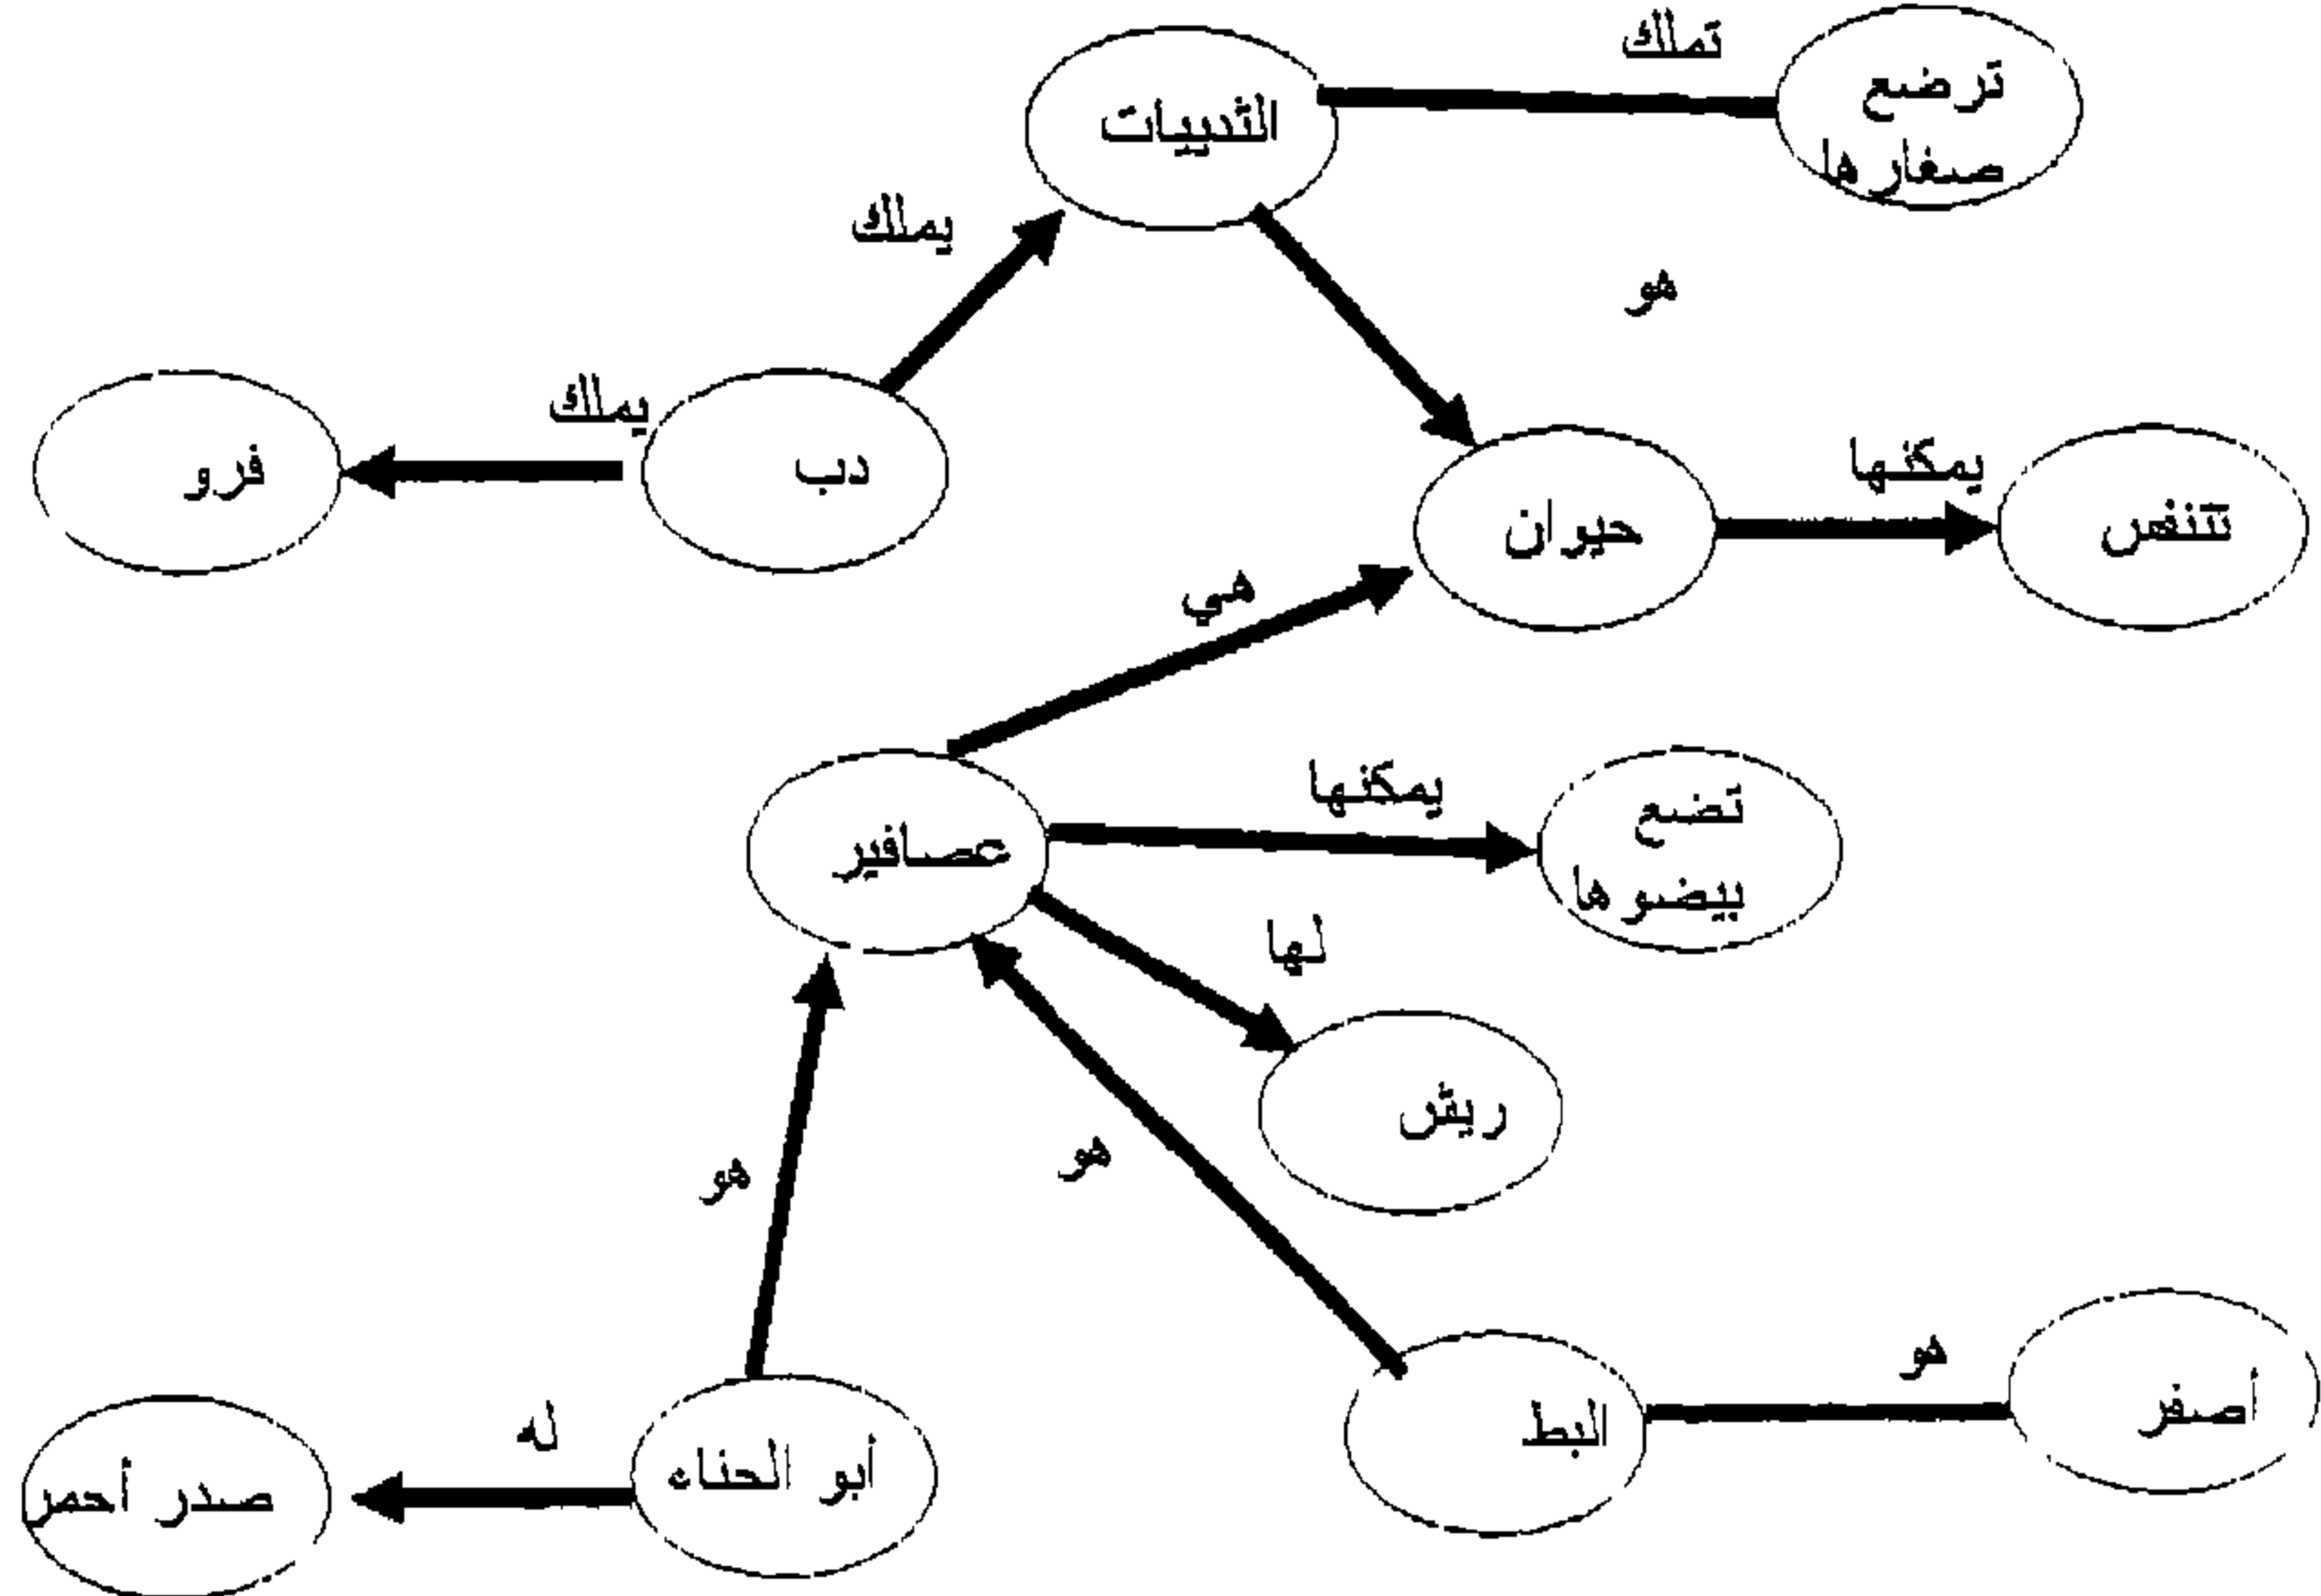 تملك
ترضع
صغارها
الثدييات
يملك
هو
يملك
فرو
دب
يمكنها
حيوان
تتنفس
هي
يمكنها
تضع
بيضوها
عصافير
لها
ريش
هو
هو
هو
أصفر
البط
له
أبو الحناء
صدر أحمر